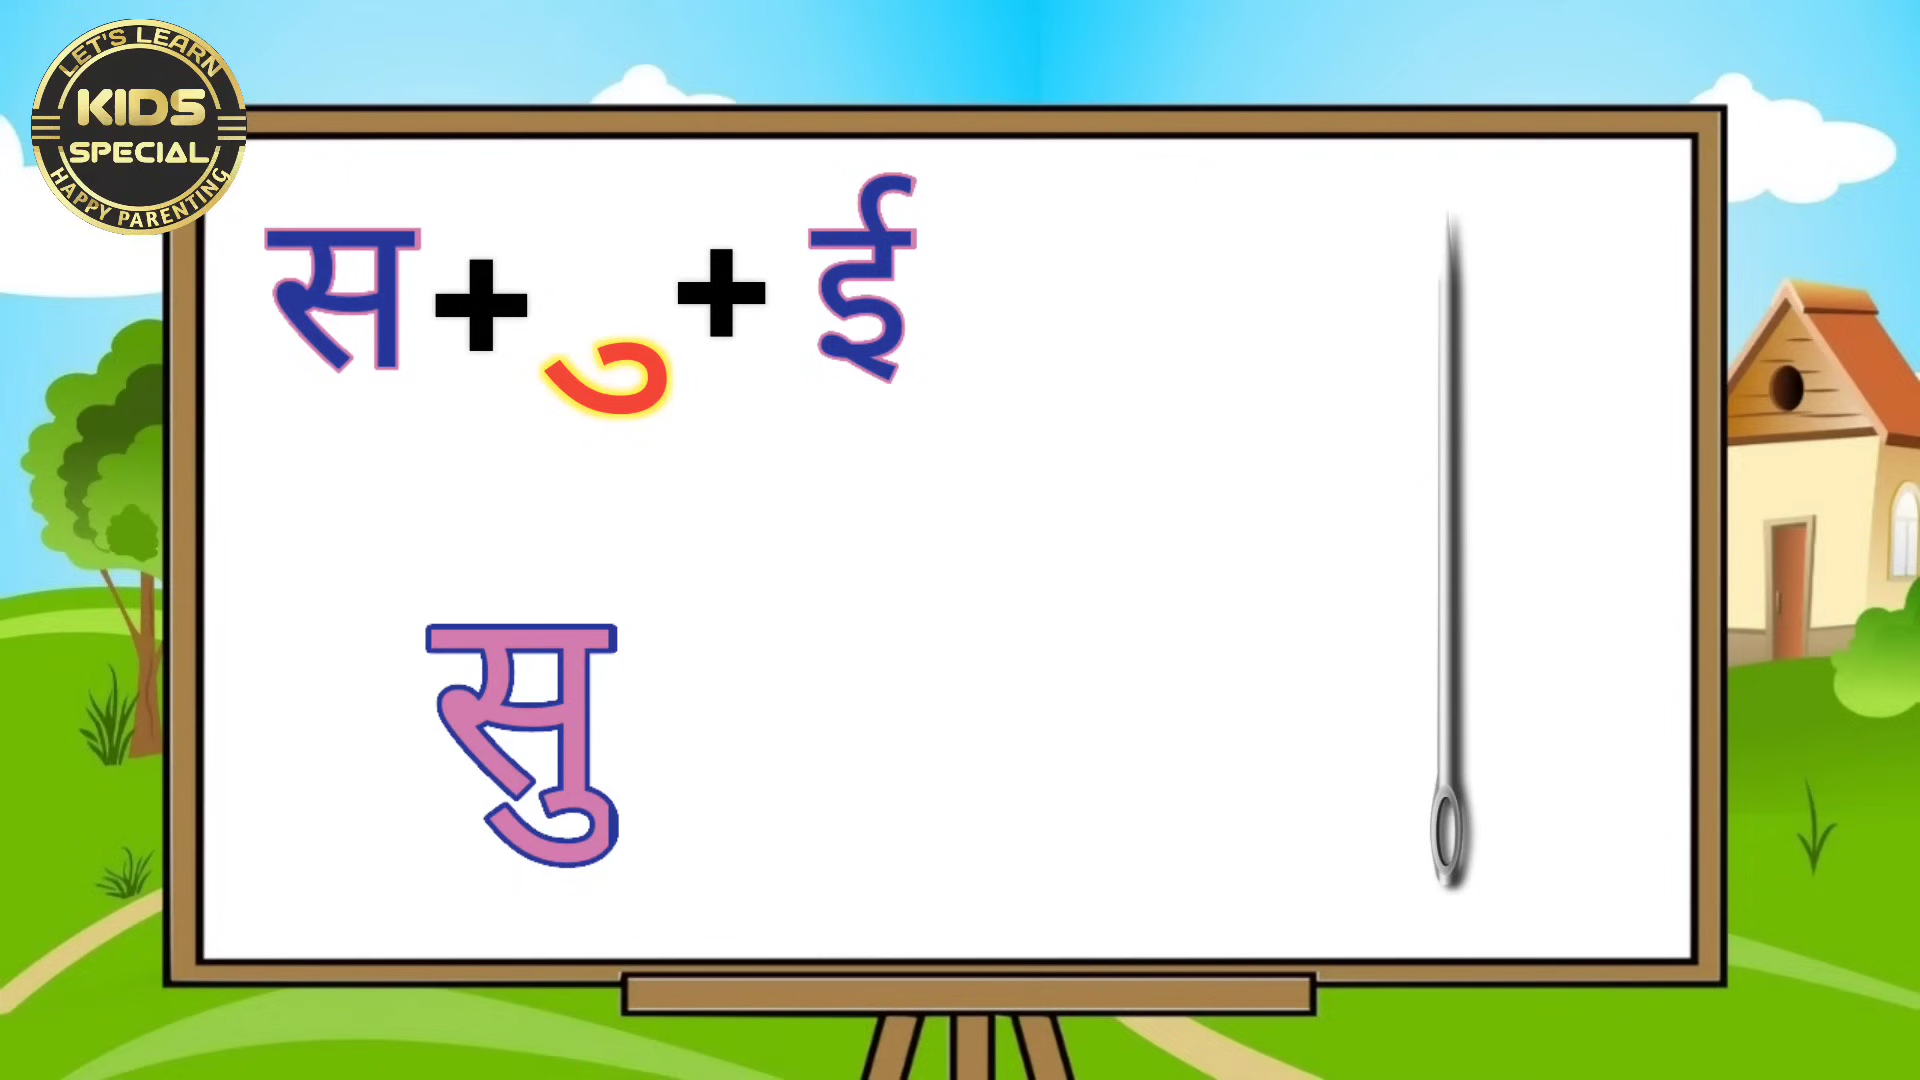 LET'S LEARN
KIDS
SPECIAL
HAPPY PARENTING
स + ु + ई
सु